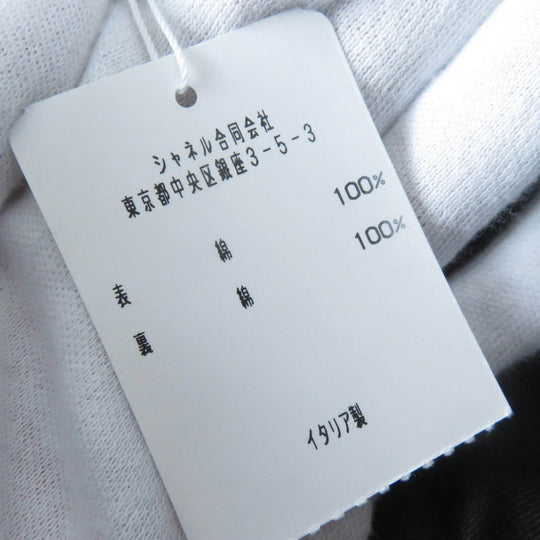 シャネル合同会社
東京都中央区銀座3-5-3
表 綿 100%
裏 綿 100%
イタリア製